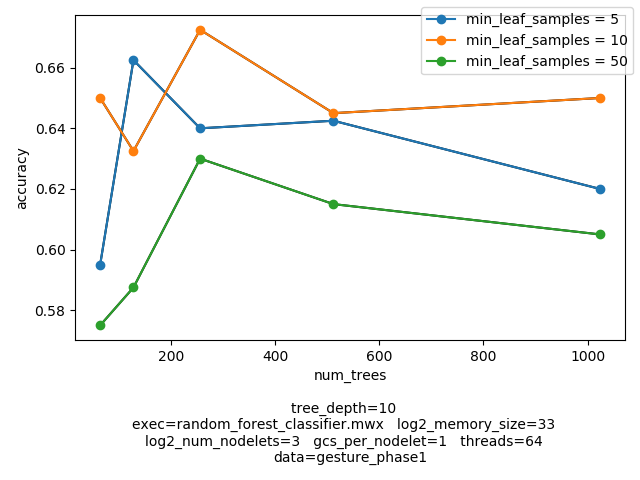 min_leaf_samples = 5
min_leaf_samples = 10
min_leaf_samples = 50
accuracy
0.66
0.64
0.62
0.60
0.58
200
400
600
800
1000
num_trees
tree_depth=10
exec=random_forest_classifier.mwx log2_memory_size=33
log2_num_nodelets=3 gcs_per_nodelet=1 threads=64
data=gesture_phase1